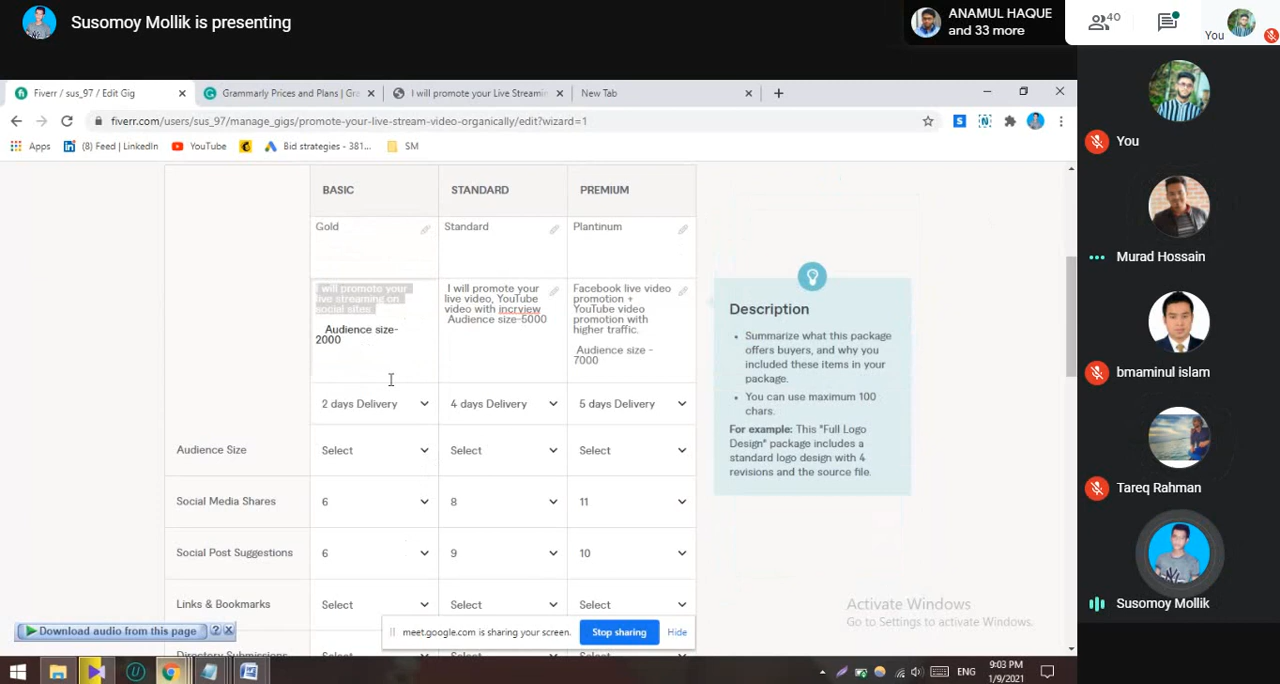 Susomoy Mollik is presenting
ANAMUL HAQUE
and 33 more
40
You
Fiverr / sus_97 / Edit Gig
Grammarly Prices and Plans | Gra
I will promote your Live Streamin
New Tab
fiverr.com/users/sus_97/manage_gigs/promote-your-live-stream-video-organically/edit?wizard=1
Apps
(8) Feed | LinkedIn
YouTube
Bid strategies - 381...
SM
BASIC STANDARD PREMIUM
Gold Standard Plantinum
I will promote your
live streaming on
social sites.
Audience size-
2000
I will promote your
live video, YouTube
video with incrview
Audience size-5000
Facebook live video
promotion +
YouTube video
promotion with
higher traffic.
Audience size -
7000
2 days Delivery 4 days Delivery 5 days Delivery
Audience Size Select Select Select
Social Media Shares 6 8 11
Social Post Suggestions 6 9 10
Links & Bookmarks Select Select Select
Directory Submissions Select Select Select
Description
Summarize what this package
offers buyers, and why you
included these items in your
package.
You can use maximum 100
chars.
For example: This "Full Logo
Design" package includes a
standard logo design with 4
revisions and the source file.
Activate Windows
Go to Settings to activate Windows.
Download audio from this page ?
meet.google.com is sharing your screen. Stop sharing Hide
ENG
9:03 PM
1/9/2021
You
Murad Hossain
bmaminul islam
Tareq Rahman
Susomoy Mollik